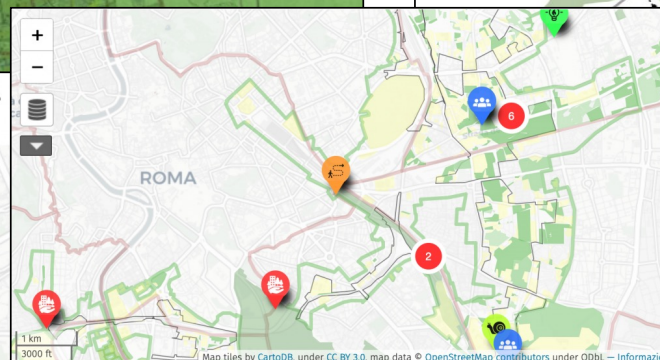 +
−
6
ROMA
2
1 km
3000 ft
Map tiles by CartoDB, under CC BY 3.0. map data © OpenStreetMap contributors under ODbL — Informazi